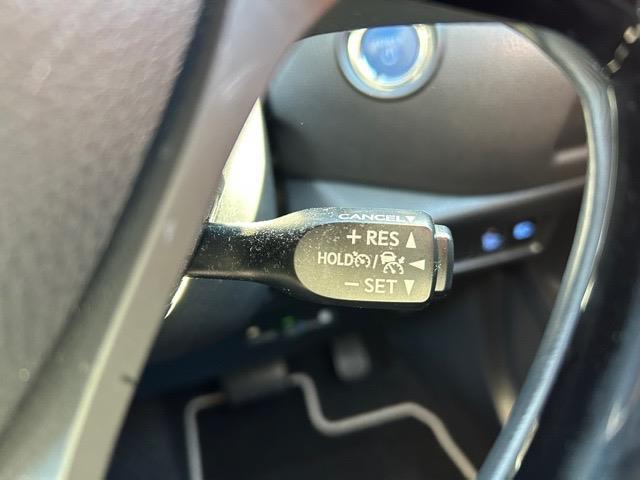 CANCEL▼
+ RES ▲
HOLD / ◄
− SET ▼